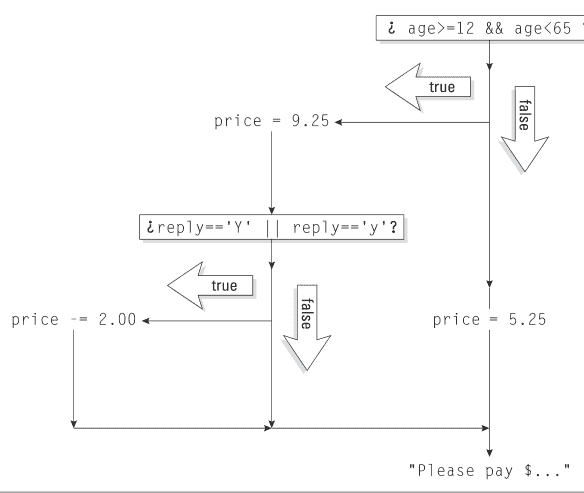 ¿ age>=12 && age<65 ?
true
false
price = 9.25
¿reply=='Y' || reply=='y'?
true
false
price -= 2.00
price = 5.25
"Please pay $..."